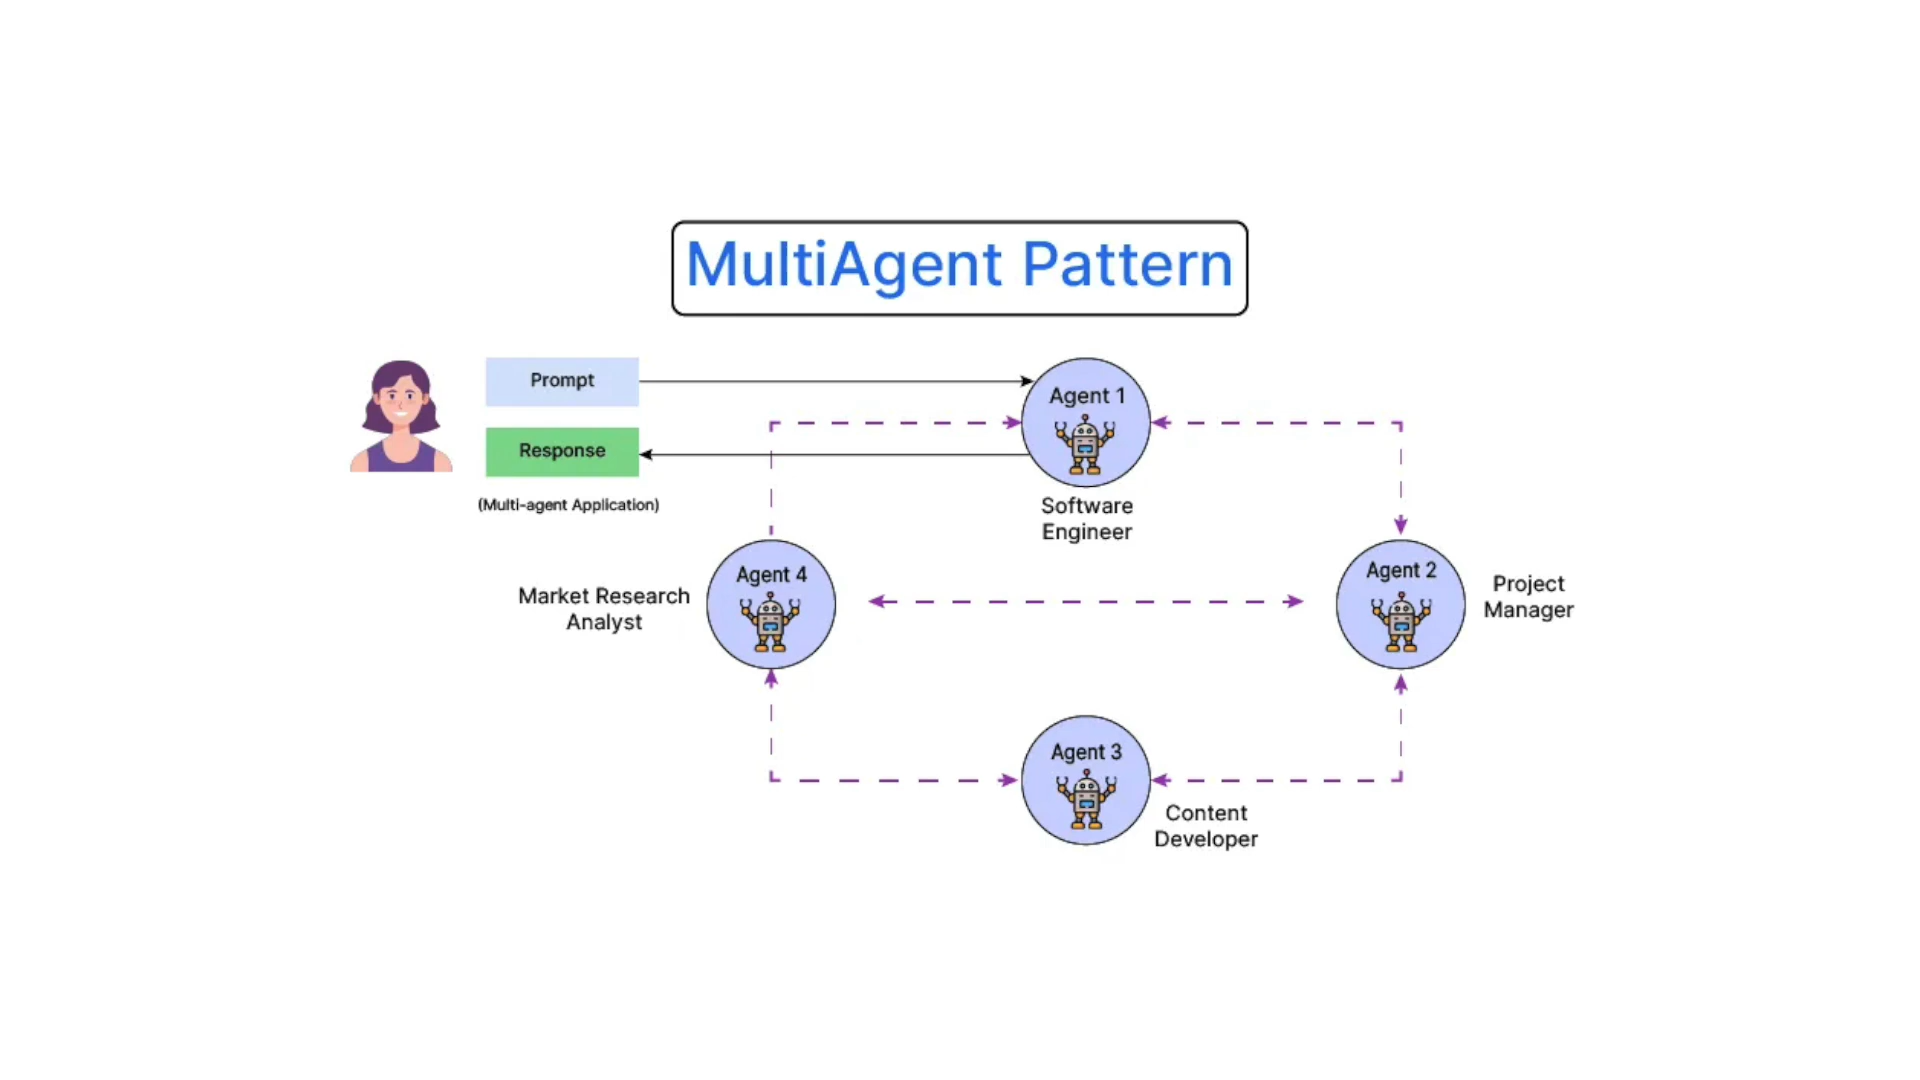 MultiAgent Pattern
Prompt
Response
(Multi-agent Application)
Agent 1
Software
Engineer
Agent 4
Market Research
Analyst
Agent 2
Project
Manager
Agent 3
Content
Developer